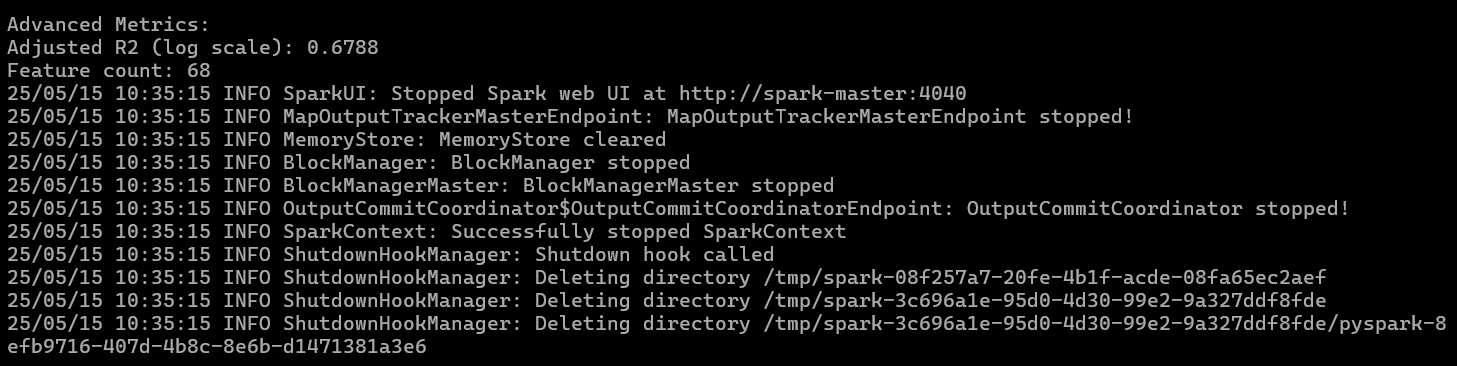 Advanced Metrics:
Adjusted R2 (log scale): 0.6788
Feature count: 68
25/05/15 10:35:15 INFO SparkUI: Stopped Spark web UI at http://spark-master:4040
25/05/15 10:35:15 INFO MapOutputTrackerMasterEndpoint: MapOutputTrackerMasterEndpoint stopped!
25/05/15 10:35:15 INFO MemoryStore: MemoryStore cleared
25/05/15 10:35:15 INFO BlockManager: BlockManager stopped
25/05/15 10:35:15 INFO BlockManagerMaster: BlockManagerMaster stopped
25/05/15 10:35:15 INFO OutputCommitCoordinator$OutputCommitCoordinatorEndpoint: OutputCommitCoordinator stopped!
25/05/15 10:35:15 INFO SparkContext: Successfully stopped SparkContext
25/05/15 10:35:15 INFO ShutdownHookManager: Shutdown hook called
25/05/15 10:35:15 INFO ShutdownHookManager: Deleting directory /tmp/spark-08f257a7-20fe-4b1f-acde-08fa65ec2aef
25/05/15 10:35:15 INFO ShutdownHookManager: Deleting directory /tmp/spark-3c696a1e-95d0-4d30-99e2-9a327ddf8fde
25/05/15 10:35:15 INFO ShutdownHookManager: Deleting directory /tmp/spark-3c696a1e-95d0-4d30-99e2-9a327ddf8fde/pyspark-8
efb9716-407d-4b8c-8e6b-d1471381a3e6